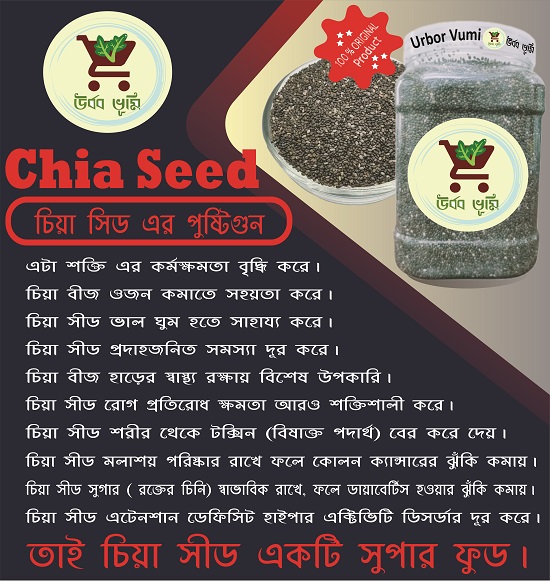 উর্বর ভূমি
100% ORIGINAL
Product
Urbor Vumi
উর্বর ভূমি
উর্বর ভূমি
Chia Seed
চিয়া সিড এর পুষ্টিগুন
এটা শক্তি এর কর্মক্ষমতা বৃদ্ধি করে।
চিয়া বীজ ওজন কমাতে সহয়তা করে।
চিয়া সীড ভাল ঘুম হতে সাহায্য করে।
চিয়া সীড প্রদাহজনিত সমস্যা দূর করে।
চিয়া বীজ হাড়ের স্বাস্থ্য রক্ষায় বিশেষ উপকারি।
চিয়া সীড রোগ প্রতিরোধ ক্ষমতা আরও শক্তিশালী করে।
চিয়া সীড শরীর থেকে টক্সিন (বিষাক্ত পদার্থ) বের করে দেয়।
চিয়া সীড মলাশয় পরিষ্কার রাখে ফলে কোলন ক্যান্সারের ঝুঁকি কমায়।
চিয়া সীড সুগার ( রক্তের চিনি) স্বাভাবিক রাখে, ফলে ডায়াবেটিস হওয়ার ঝুঁকি কমায়।
চিয়া সীড এটেনশান ডেফিসিট হাইপার এক্টিভিটি ডিসর্ডার দূর করে।
তাই চিয়া সীড একটি সুপার ফুড।